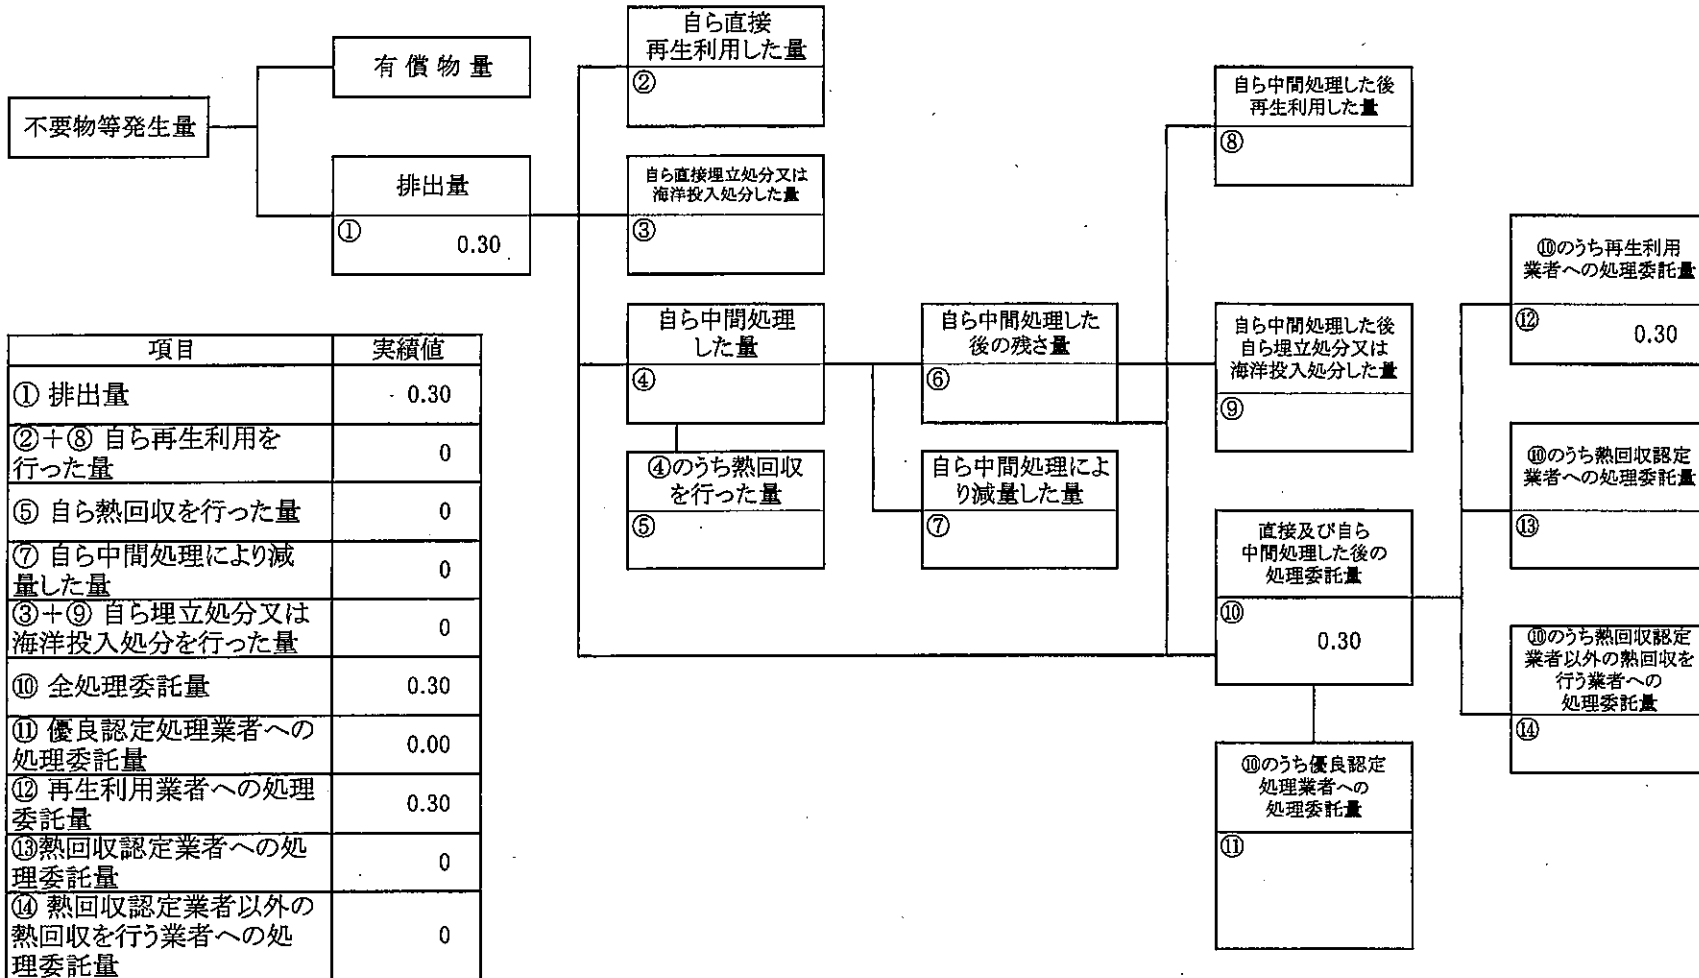 不要物等発生量
有償物量
排出量
①
0.30
自ら直接
再生利用した量
②
自ら直接埋立処分又は
海洋投入処分した量
③
自ら中間処理
した量
④
④のうち熱回収
を行った量
⑤
自ら中間処理した
後の残さ量
⑥
自ら中間処理によ
り減量した量
⑦
自ら中間処理した後
再生利用した量
⑧
自ら中間処理した後
自ら埋立処分又は
海洋投入処分した量
⑨
直接及び自ら
中間処理した後の
処理委託量
⑩
0.30
⑩のうち優良認定
処理業者への
処理委託量
⑪
⑩のうち再生利用
業者への処理委託量
⑫
0.30
⑩のうち熱回収認定
業者への処理委託量
⑬
⑩のうち熱回収認定
業者以外の熱回収を
行う業者への
処理委託量
⑭
項目 実績値
① 排出量 0.30
②+⑧ 自ら再生利用を
行った量 0
⑤ 自ら熱回収を行った量 0
⑦ 自ら中間処理により減
量した量 0
③+⑨ 自ら埋立処分又は
海洋投入処分を行った量 0
⑩ 全処理委託量 0.30
⑪ 優良認定処理業者への
処理委託量 0.00
⑫ 再生利用業者への処理
委託量 0.30
⑬熱回収認定業者への処
理委託量 0
⑭ 熱回収認定業者以外の
熱回収を行う業者への処
理委託量 0